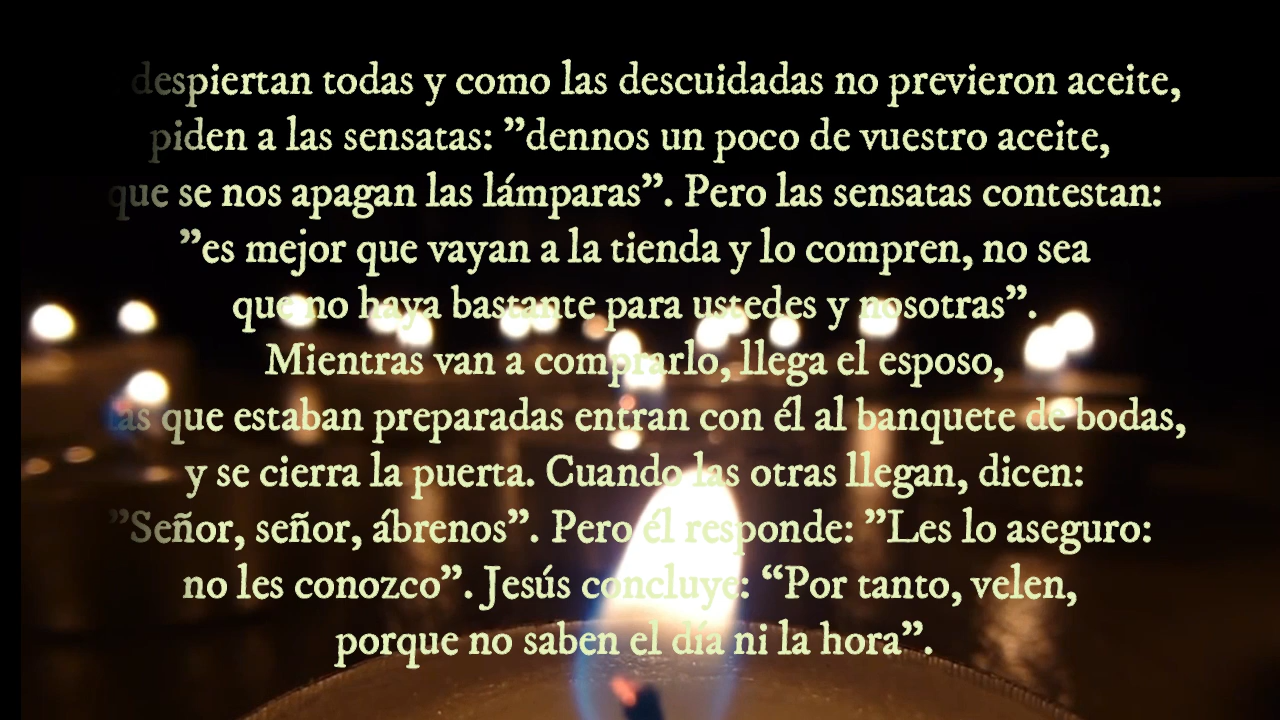 despiertan todas y como las descuidadas no previeron aceite,
piden a las sensatas: ”dennos un poco de vuestro aceite,
que se nos apagan las lámparas”. Pero las sensatas contestan:
”es mejor que vayan a la tienda y lo compren, no sea
que no haya bastante para ustedes y nosotras”.
Mientras van a comprarlo, llega el esposo,
las que estaban preparadas entran con él al banquete de bodas,
y se cierra la puerta. Cuando las otras llegan, dicen:
”Señor, señor, ábrenos”. Pero él responde: ”Les lo aseguro:
no les conozco”. Jesús concluye: “Por tanto, velen,
porque no saben el día ni la hora”.